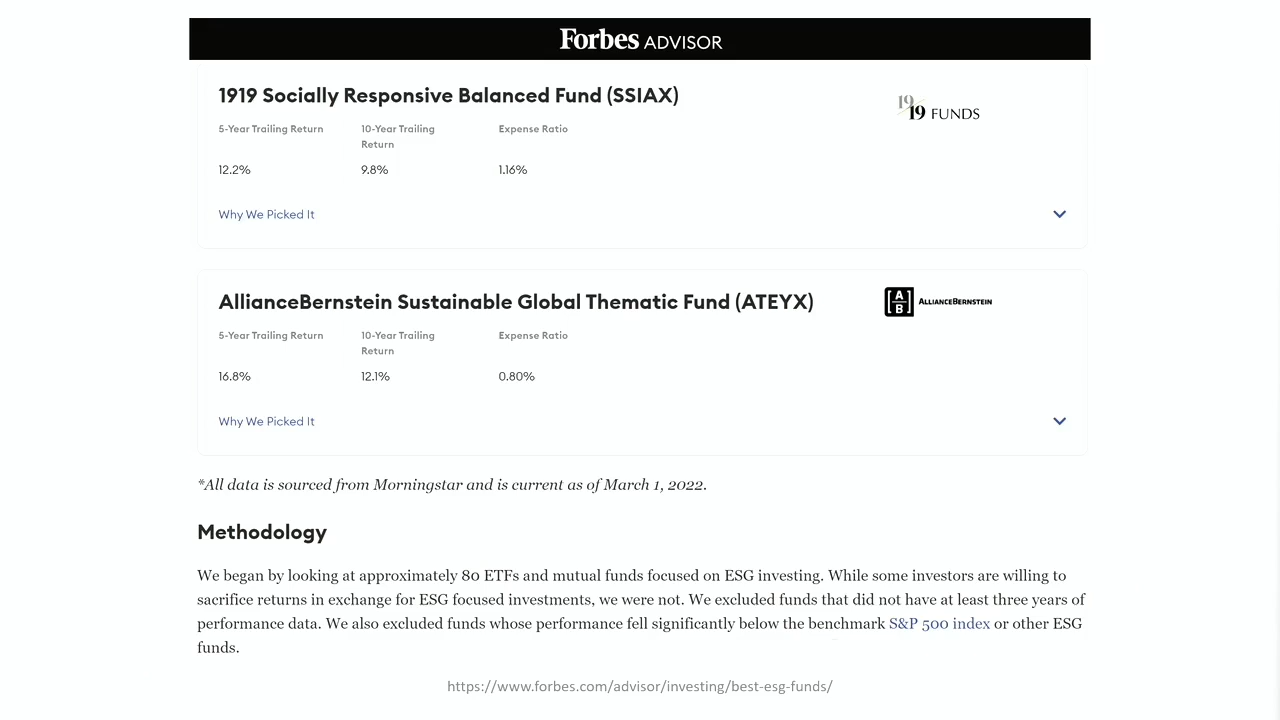 Forbes ADVISOR
1919 Socially Responsive Balanced Fund (SSIAX)
19
19 FUNDS
5-Year Trailing Return
10-Year Trailing
Return
Expense Ratio
12.2%
9.8%
1.16%
Why We Picked It
AllianceBernstein Sustainable Global Thematic Fund (ATEYX)
[A
B]
ALLIANCEBERNSTEIN
5-Year Trailing Return
10-Year Trailing
Return
Expense Ratio
16.8%
12.1%
0.80%
Why We Picked It
*All data is sourced from Morningstar and is current as of March 1, 2022.
Methodology
We began by looking at approximately 80 ETFs and mutual funds focused on ESG investing. While some investors are willing to
sacrifice returns in exchange for ESG focused investments, we were not. We excluded funds that did not have at least three years of
performance data. We also excluded funds whose performance fell significantly below the benchmark S&P 500 index or other ESG
funds.
https://www.forbes.com/advisor/investing/best-esg-funds/